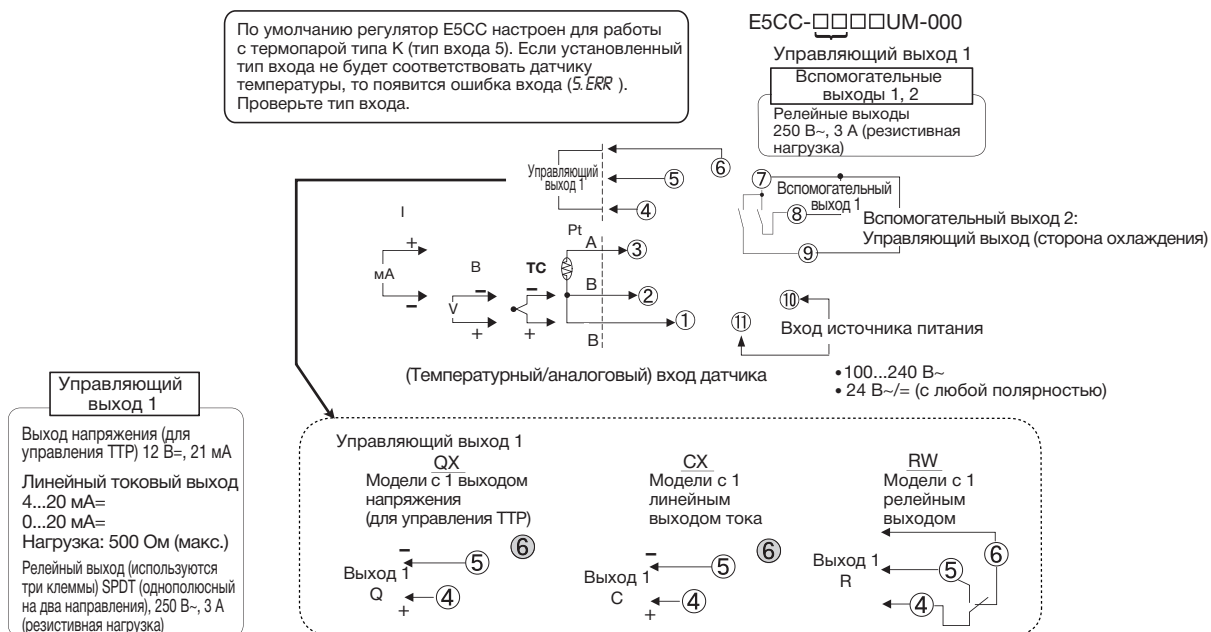 По умолчанию регулятор E5CC настроен для работы
с термопарой типа K (тип входа 5). Если установленный
тип входа не будет соответствовать датчику
температуры, то появится ошибка входа (S.ERR ).
Проверьте тип входа.
E5CC-□□□□UM-000
Управляющий выход 1
Вспомогательные
выходы 1, 2
Релейные выходы
250 В~, 3 А (резистивная
нагрузка)
Управляющий
выход 1
⑥
⑤
④
⑦
Вспомогательный
выход 1
⑧
⑨
Вспомогательный выход 2:
Управляющий выход (сторона охлаждения)
I
+
мА
−
В
−
V
+
TC
−
+
Pt
A
③
B
②
①
B
⑩
⑪
Вход источника питания
• 100...240 В~
• 24 В~/= (с любой полярностью)
(Температурный/аналоговый) вход датчика
Управляющий
выход 1
Выход напряжения (для
управления ТТР) 12 В=, 21 мА
Линейный токовый выход
4...20 мА=
0...20 мА=
Нагрузка: 500 Ом (макс.)
Релейный выход (используются
три клеммы) SPDT (однополюсный
на два направления), 250 В~, 3 А
(резистивная нагрузка)
Управляющий выход 1
QX
Модели с 1 выходом
напряжения
(для управления ТТР)
−
⑤
⑥
Выход 1
Q
④
+
CX
Модели с 1
линейным
выходом тока
−
⑤
⑥
Выход 1
C
④
+
RW
Модели с 1
релейным
выходом
⑥
Выход 1
R
⑤
④